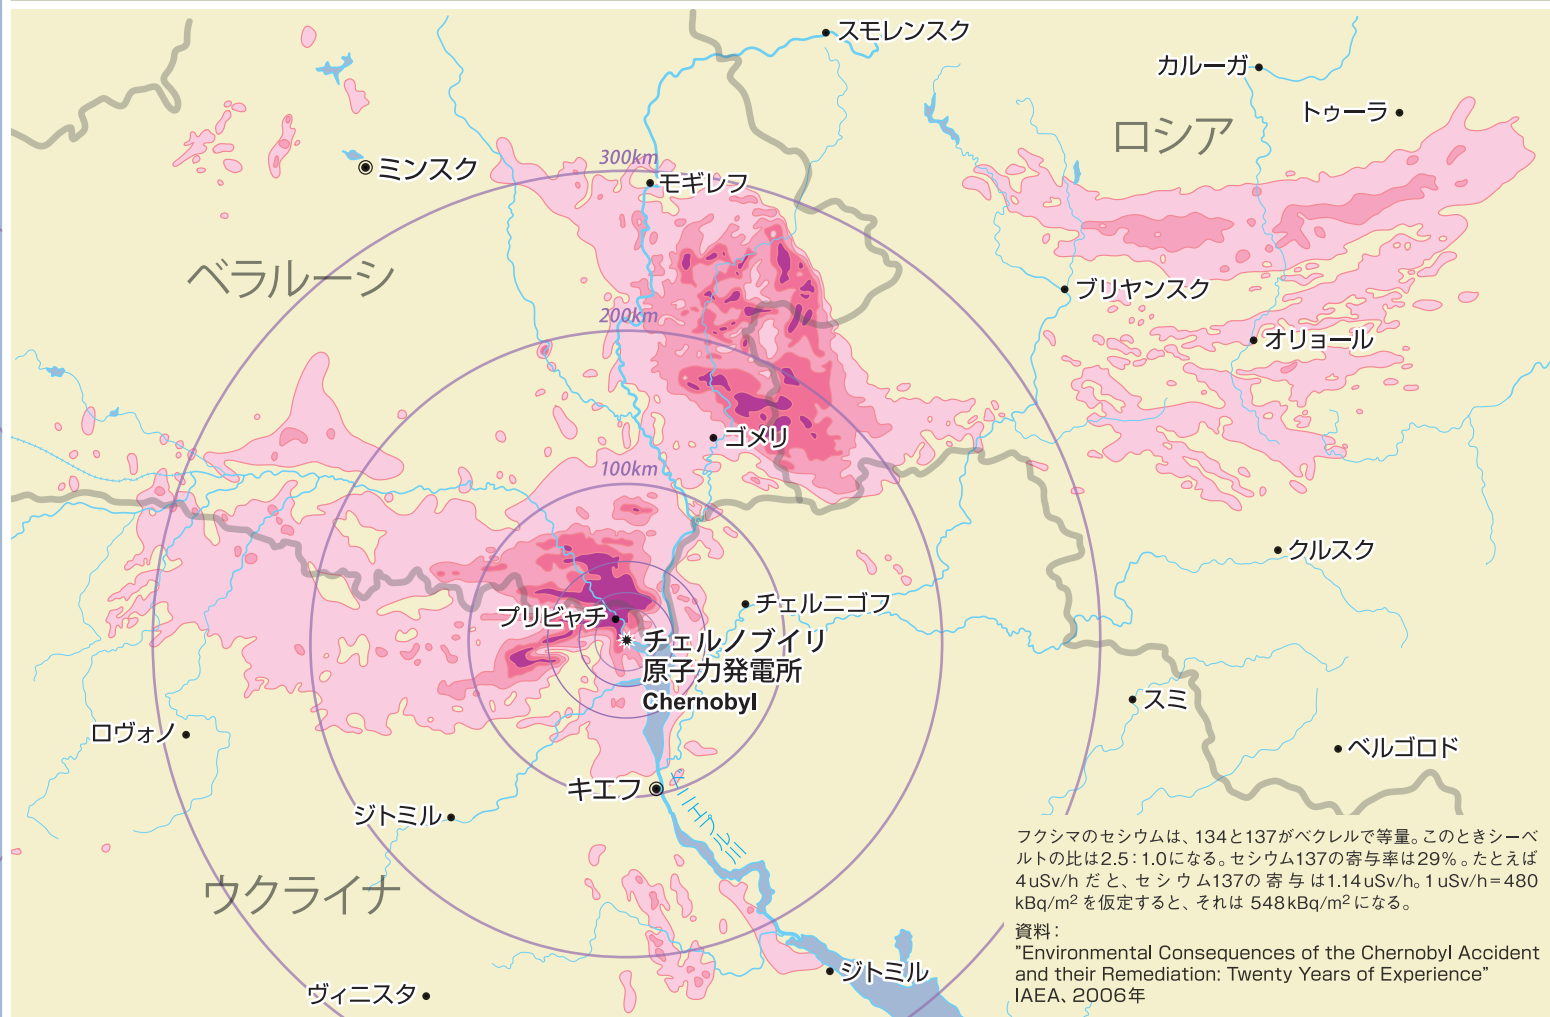 スモレンスク
カルーガ
トゥーラ
ロシア
300km
ミンスク
モギレフ
ベラルーシ
ブリヤンスク
200km
オリョール
ゴメリ
100km
クルスク
プリピャチ
チェルニゴフ
チェルノブイリ
原子力発電所
Chernobyl
スミ
ロヴォノ
ベルゴロド
キエフ
ドニエプル川
ジトミル
ウクライナ
フクシマのセシウムは、134と137がベクレルで等量。このときシーベ
ルトの比は2.5:1.0になる。セシウム137の寄与率は29%。たとえば
4uSv/hだと、セシウム137の寄与は1.14uSv/h。1uSv/h=480
kBq/m²を仮定すると、それは 548kBq/m²になる。
資料:
"Environmental Consequences of the Chernobyl Accident
and their Remediation: Twenty Years of Experience"
IAEA、2006年
ジトミル
ヴィニスタ